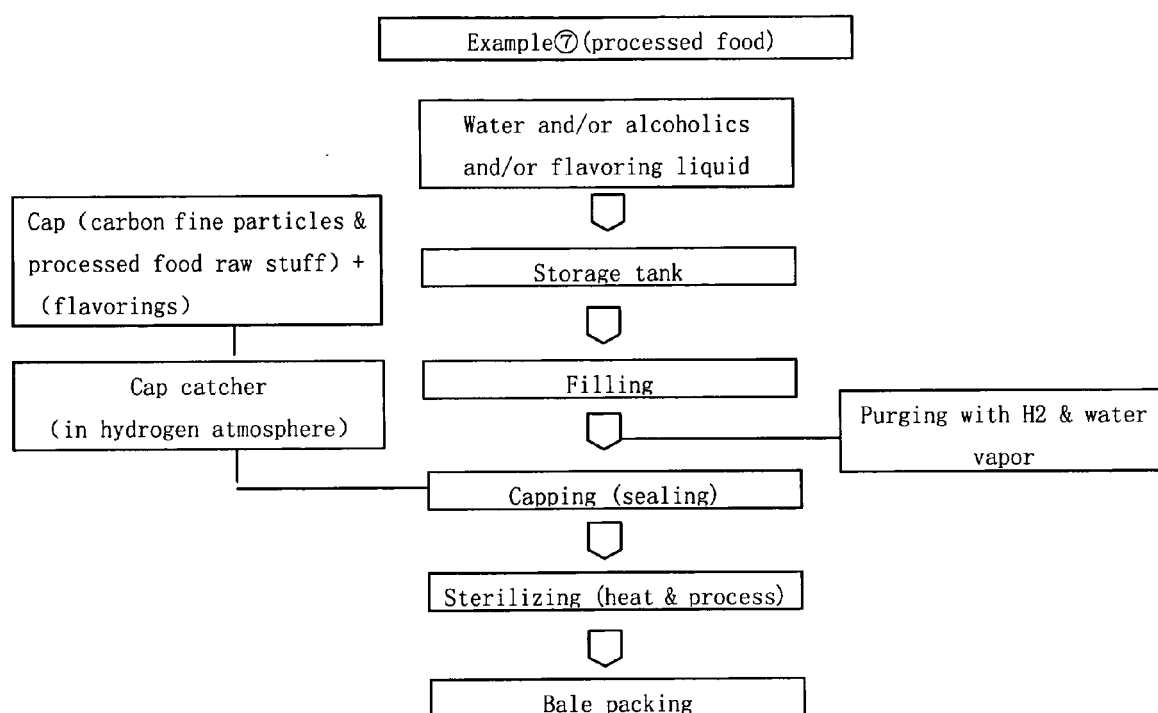 Example⑦(processed food)
Water and/or alcoholics
and/or flavoring liquid
Cap (carbon fine particles &
processed food raw stuff) +
(flavorings)
Storage tank
Cap catcher
(in hydrogen atmosphere)
Filling
Purging with H2 & water
vapor
Capping (sealing)
Sterilizing (heat & process)
Bale packing